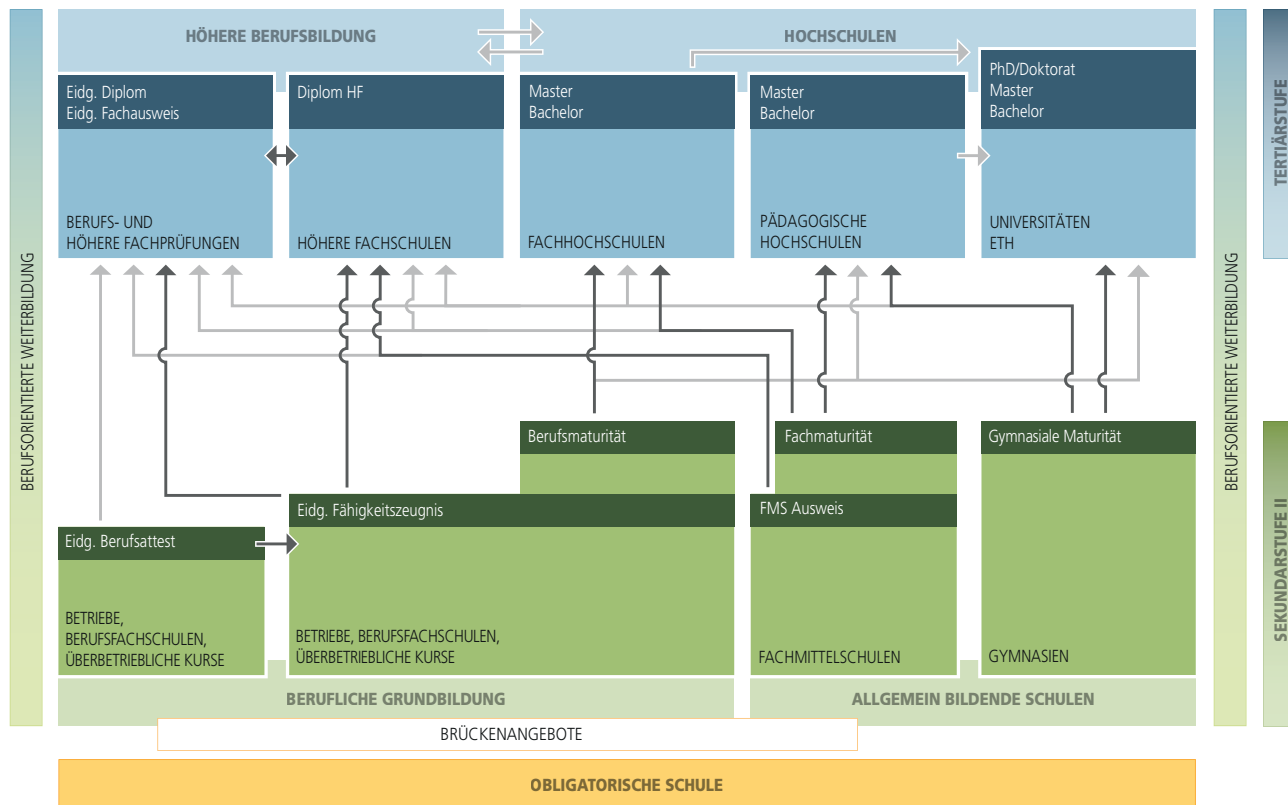 HÖHERE BERUFSBILDUNG
HOCHSCHULEN
Eidg. Diplom
Eidg. Fachausweis
Diplom HF
Master
Bachelor
Master
Bachelor
PhD/Doktorat
Master
Bachelor
BERUFS- UND
HÖHERE FACHPRÜFUNGEN
HÖHERE FACHSCHULEN
FACHHOCHSCHULEN
PÄDAGOGISCHE
HOCHSCHULEN
UNIVERSITÄTEN
ETH
TERTIÄRSTUFE
BERUFSORIENTIERTE WEITERBILDUNG
BERUFSORIENTIERTE WEITERBILDUNG
Berufsmaturität
Fachmaturität
Gymnasiale Maturität
Eidg. Fähigkeitszeugnis
FMS Ausweis
Eidg. Berufsattest
BETRIEBE,
BERUFSFACHSCHULEN,
ÜBERBETRIEBLICHE KURSE
BETRIEBE, BERUFSFACHSCHULEN,
ÜBERBETRIEBLICHE KURSE
FACHMITTELSCHULEN
GYMNASIEN
SEKUNDARSTUFE II
BERUFLICHE GRUNDBILDUNG
ALLGEMEIN BILDENDE SCHULEN
BRÜCKENANGEBOTE
OBLIGATORISCHE SCHULE